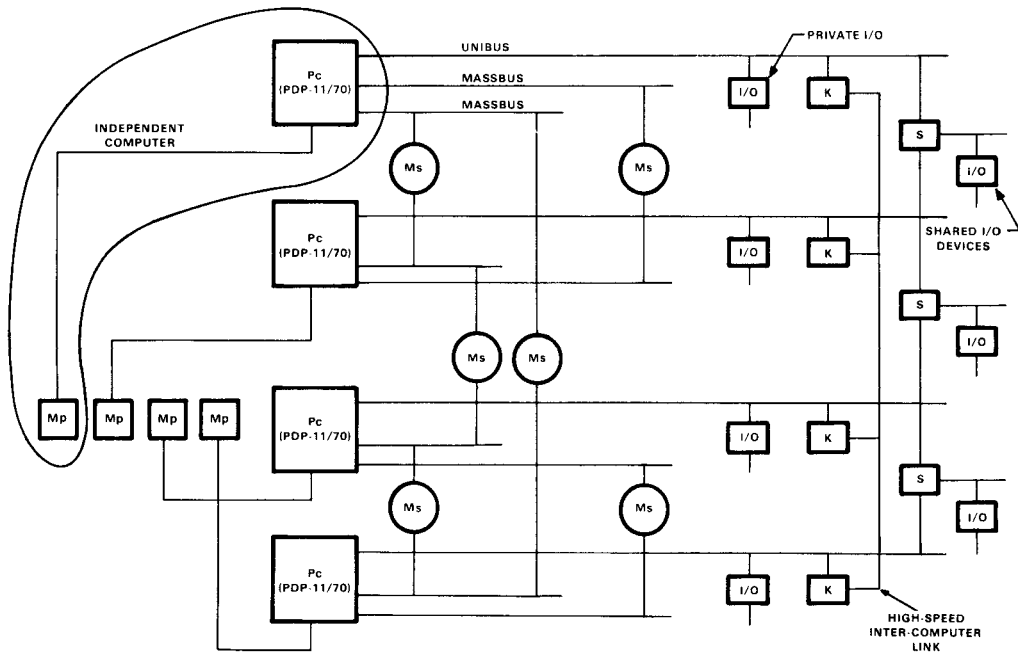 Pc
(PDP-11/70)
UNIBUS
MASSBUS
MASSBUS
PRIVATE I/O
I/O
K
S
I/O
SHARED I/O
DEVICES
INDEPENDENT
COMPUTER
Ms
Ms
Pc
(PDP-11/70)
I/O
K
S
I/O
Ms
Ms
Mp
Mp
Mp
Mp
Pc
(PDP-11/70)
I/O
K
S
I/O
Ms
Ms
Pc
(PDP-11/70)
I/O
K
HIGH-SPEED
INTER-COMPUTER
LINK